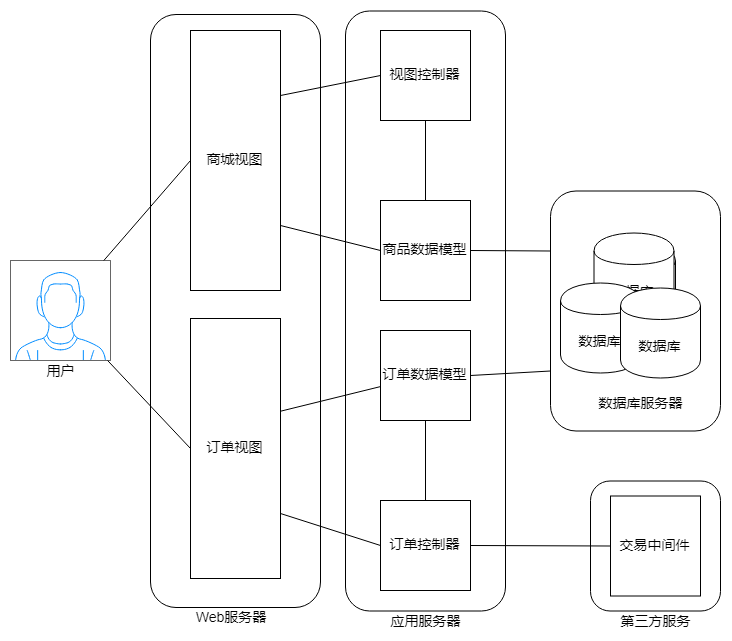 视图控制器
商城视图
商品数据模型
数据库
数据库
用户
订单数据模型
数据库服务器
订单视图
订单控制器
交易中间件
Web服务器
应用服务器
第三方服务